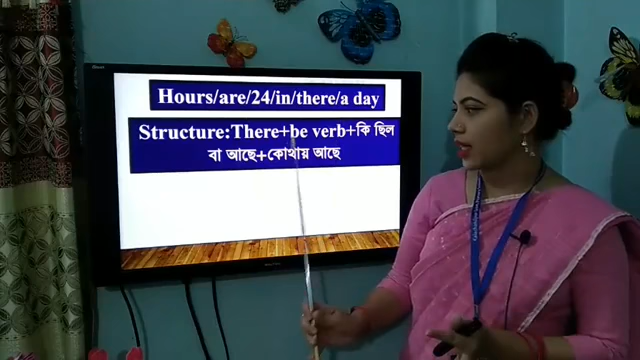 Hours/are/24/in/there/a day
Structure:There+be verb+কি ছিল
বা আছে+কোথায় আছে